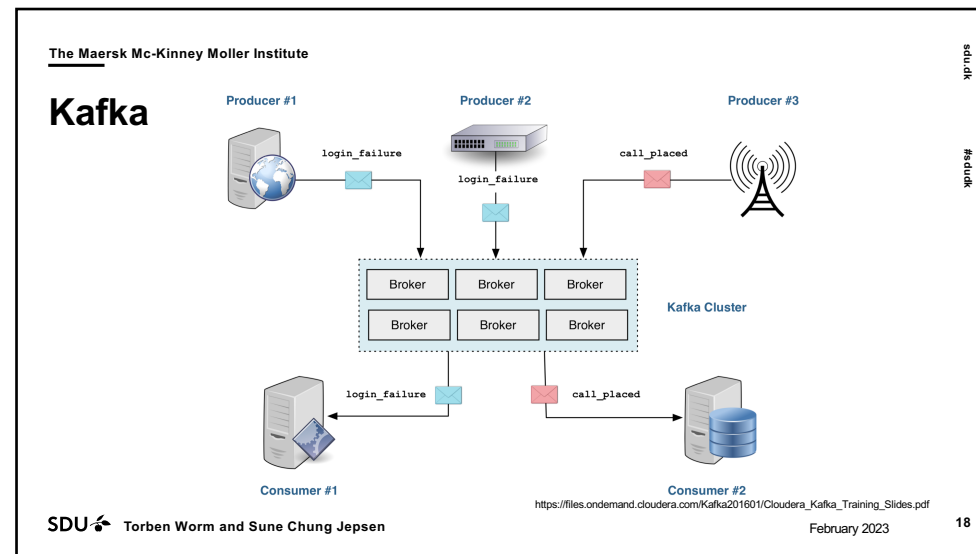 The Maersk Mc-Kinney Moller Institute
sdu.dk
#sdudk
Kafka
Producer #1
Producer #2
Producer #3
login_failure
login_failure
call_placed
Broker
Broker
Broker
Broker
Broker
Broker
Kafka Cluster
login_failure
call_placed
Consumer #1
Consumer #2
https://files.ondemand.cloudera.com/Kafka201601/Cloudera_Kafka_Training_Slides.pdf
SDU Torben Worm and Sune Chung Jepsen
February 2023
18